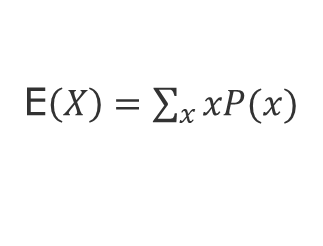 E(X) = ∑ₓ xP(x)